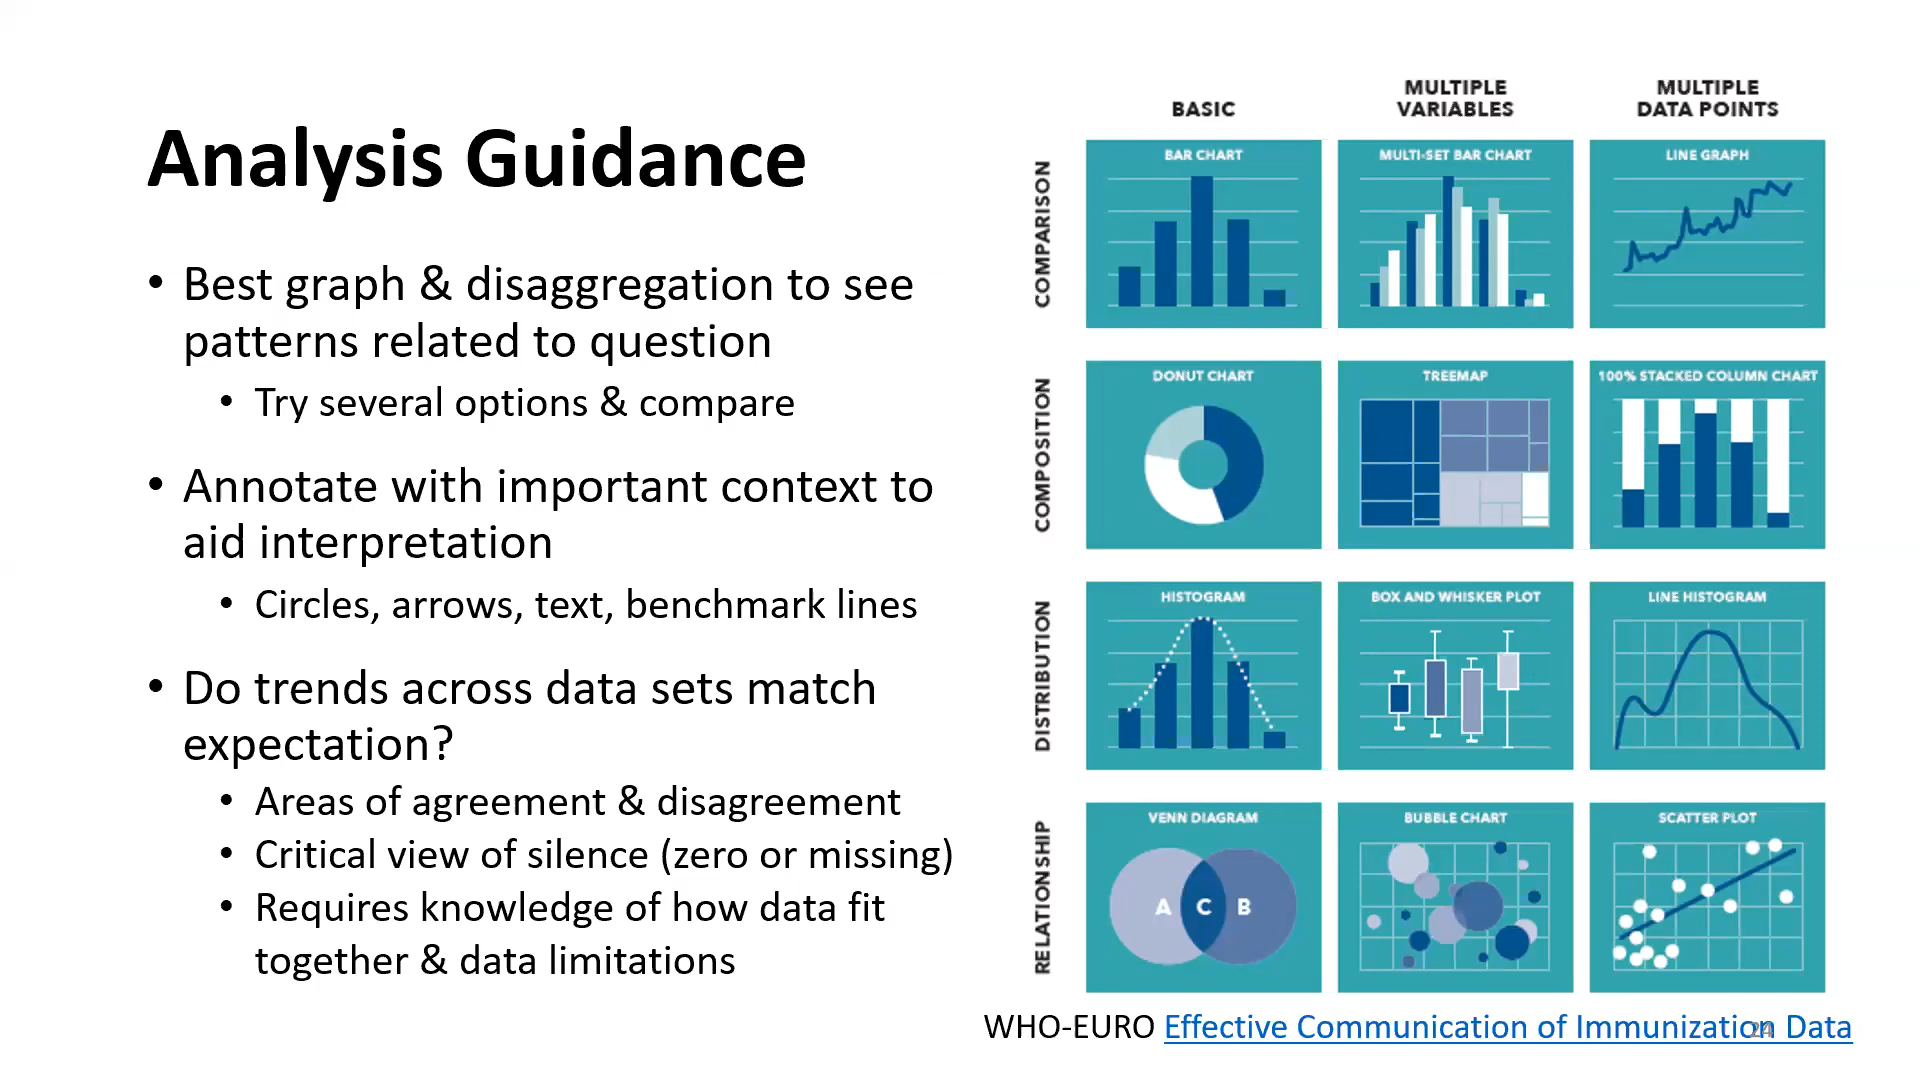 Analysis Guidance
• Best graph & disaggregation to see
patterns related to question
• Try several options & compare
• Annotate with important context to
aid interpretation
• Circles, arrows, text, benchmark lines
• Do trends across data sets match
expectation?
• Areas of agreement & disagreement
• Critical view of silence (zero or missing)
• Requires knowledge of how data fit
together & data limitations
BASIC
MULTIPLE
VARIABLES
MULTIPLE
DATA POINTS
COMPARISON
BAR CHART
MULTI-SET BAR CHART
LINE GRAPH
COMPOSITION
DONUT CHART
TREEMAP
100% STACKED COLUMN CHART
DISTRIBUTION
HISTOGRAM
BOX AND WHISKER PLOT
LINE HISTOGRAM
RELATIONSHIP
VENN DIAGRAM
A C B
BUBBLE CHART
SCATTER PLOT
WHO-EURO Effective Communication of Immunization Data
24